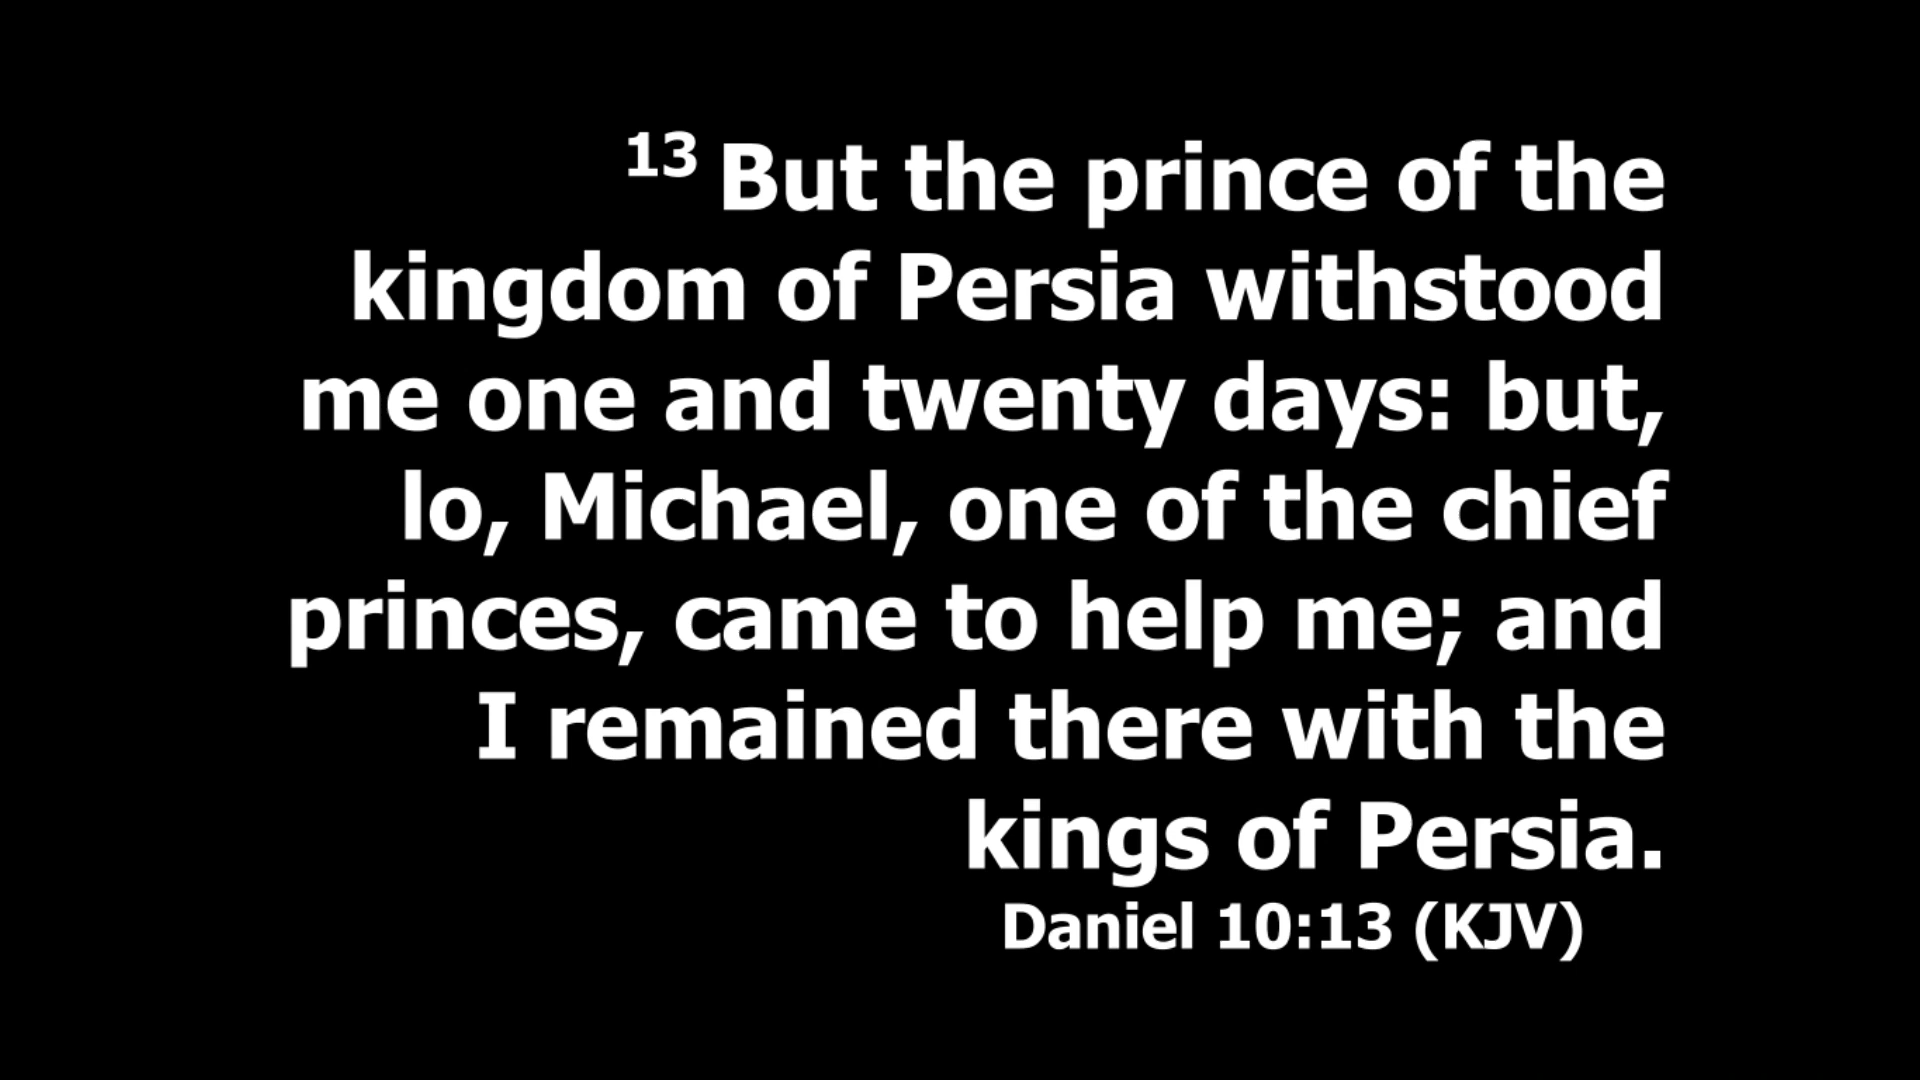 13 But the prince of the
kingdom of Persia withstood
me one and twenty days: but,
lo, Michael, one of the chief
princes, came to help me; and
I remained there with the
kings of Persia.
Daniel 10:13 (KJV)